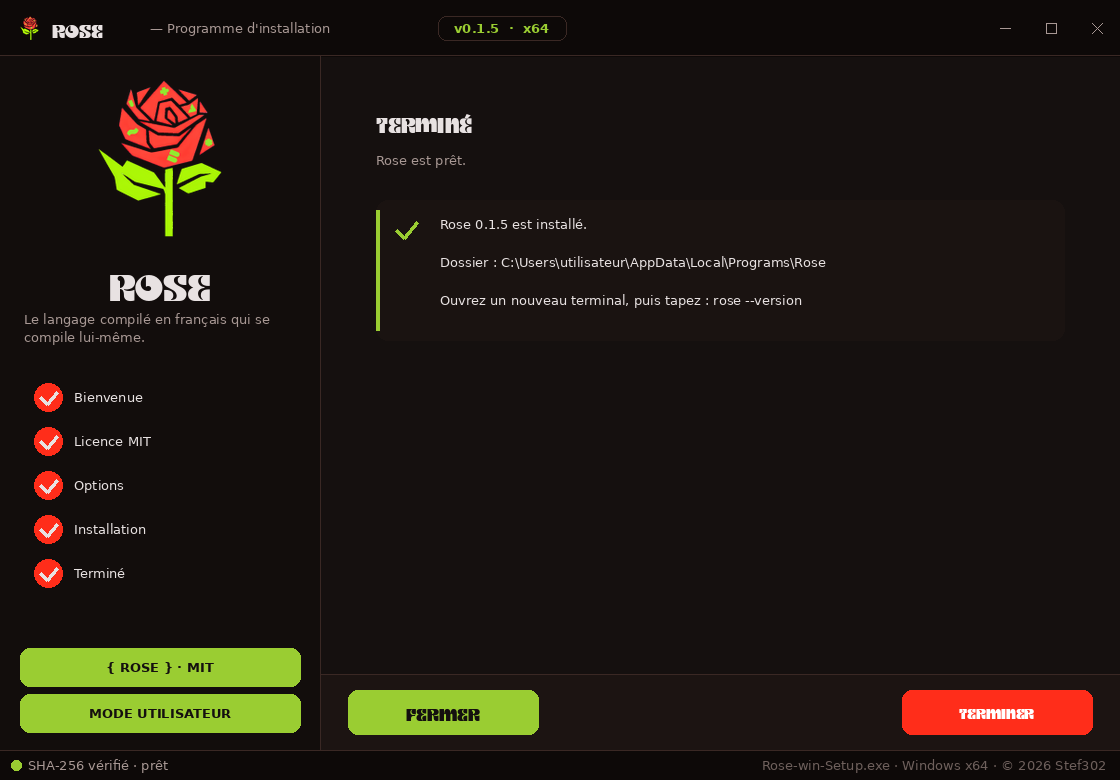 ROSE
— Programme d'installation
v0.1.5 · x64
ROSE
Le langage compilé en français qui se
compile lui-même.
Bienvenue
Licence MIT
Options
Installation
Terminé
{ ROSE } · MIT
MODE UTILISATEUR
TERMINÉ
Rose est prêt.
Rose 0.1.5 est installé.
Dossier : C:\Users\utilisateur\AppData\Local\Programs\Rose
Ouvrez un nouveau terminal, puis tapez : rose --version
FERMER
TERMINER
SHA-256 vérifié · prêt
Rose-win-Setup.exe · Windows x64 · © 2026 Stef302